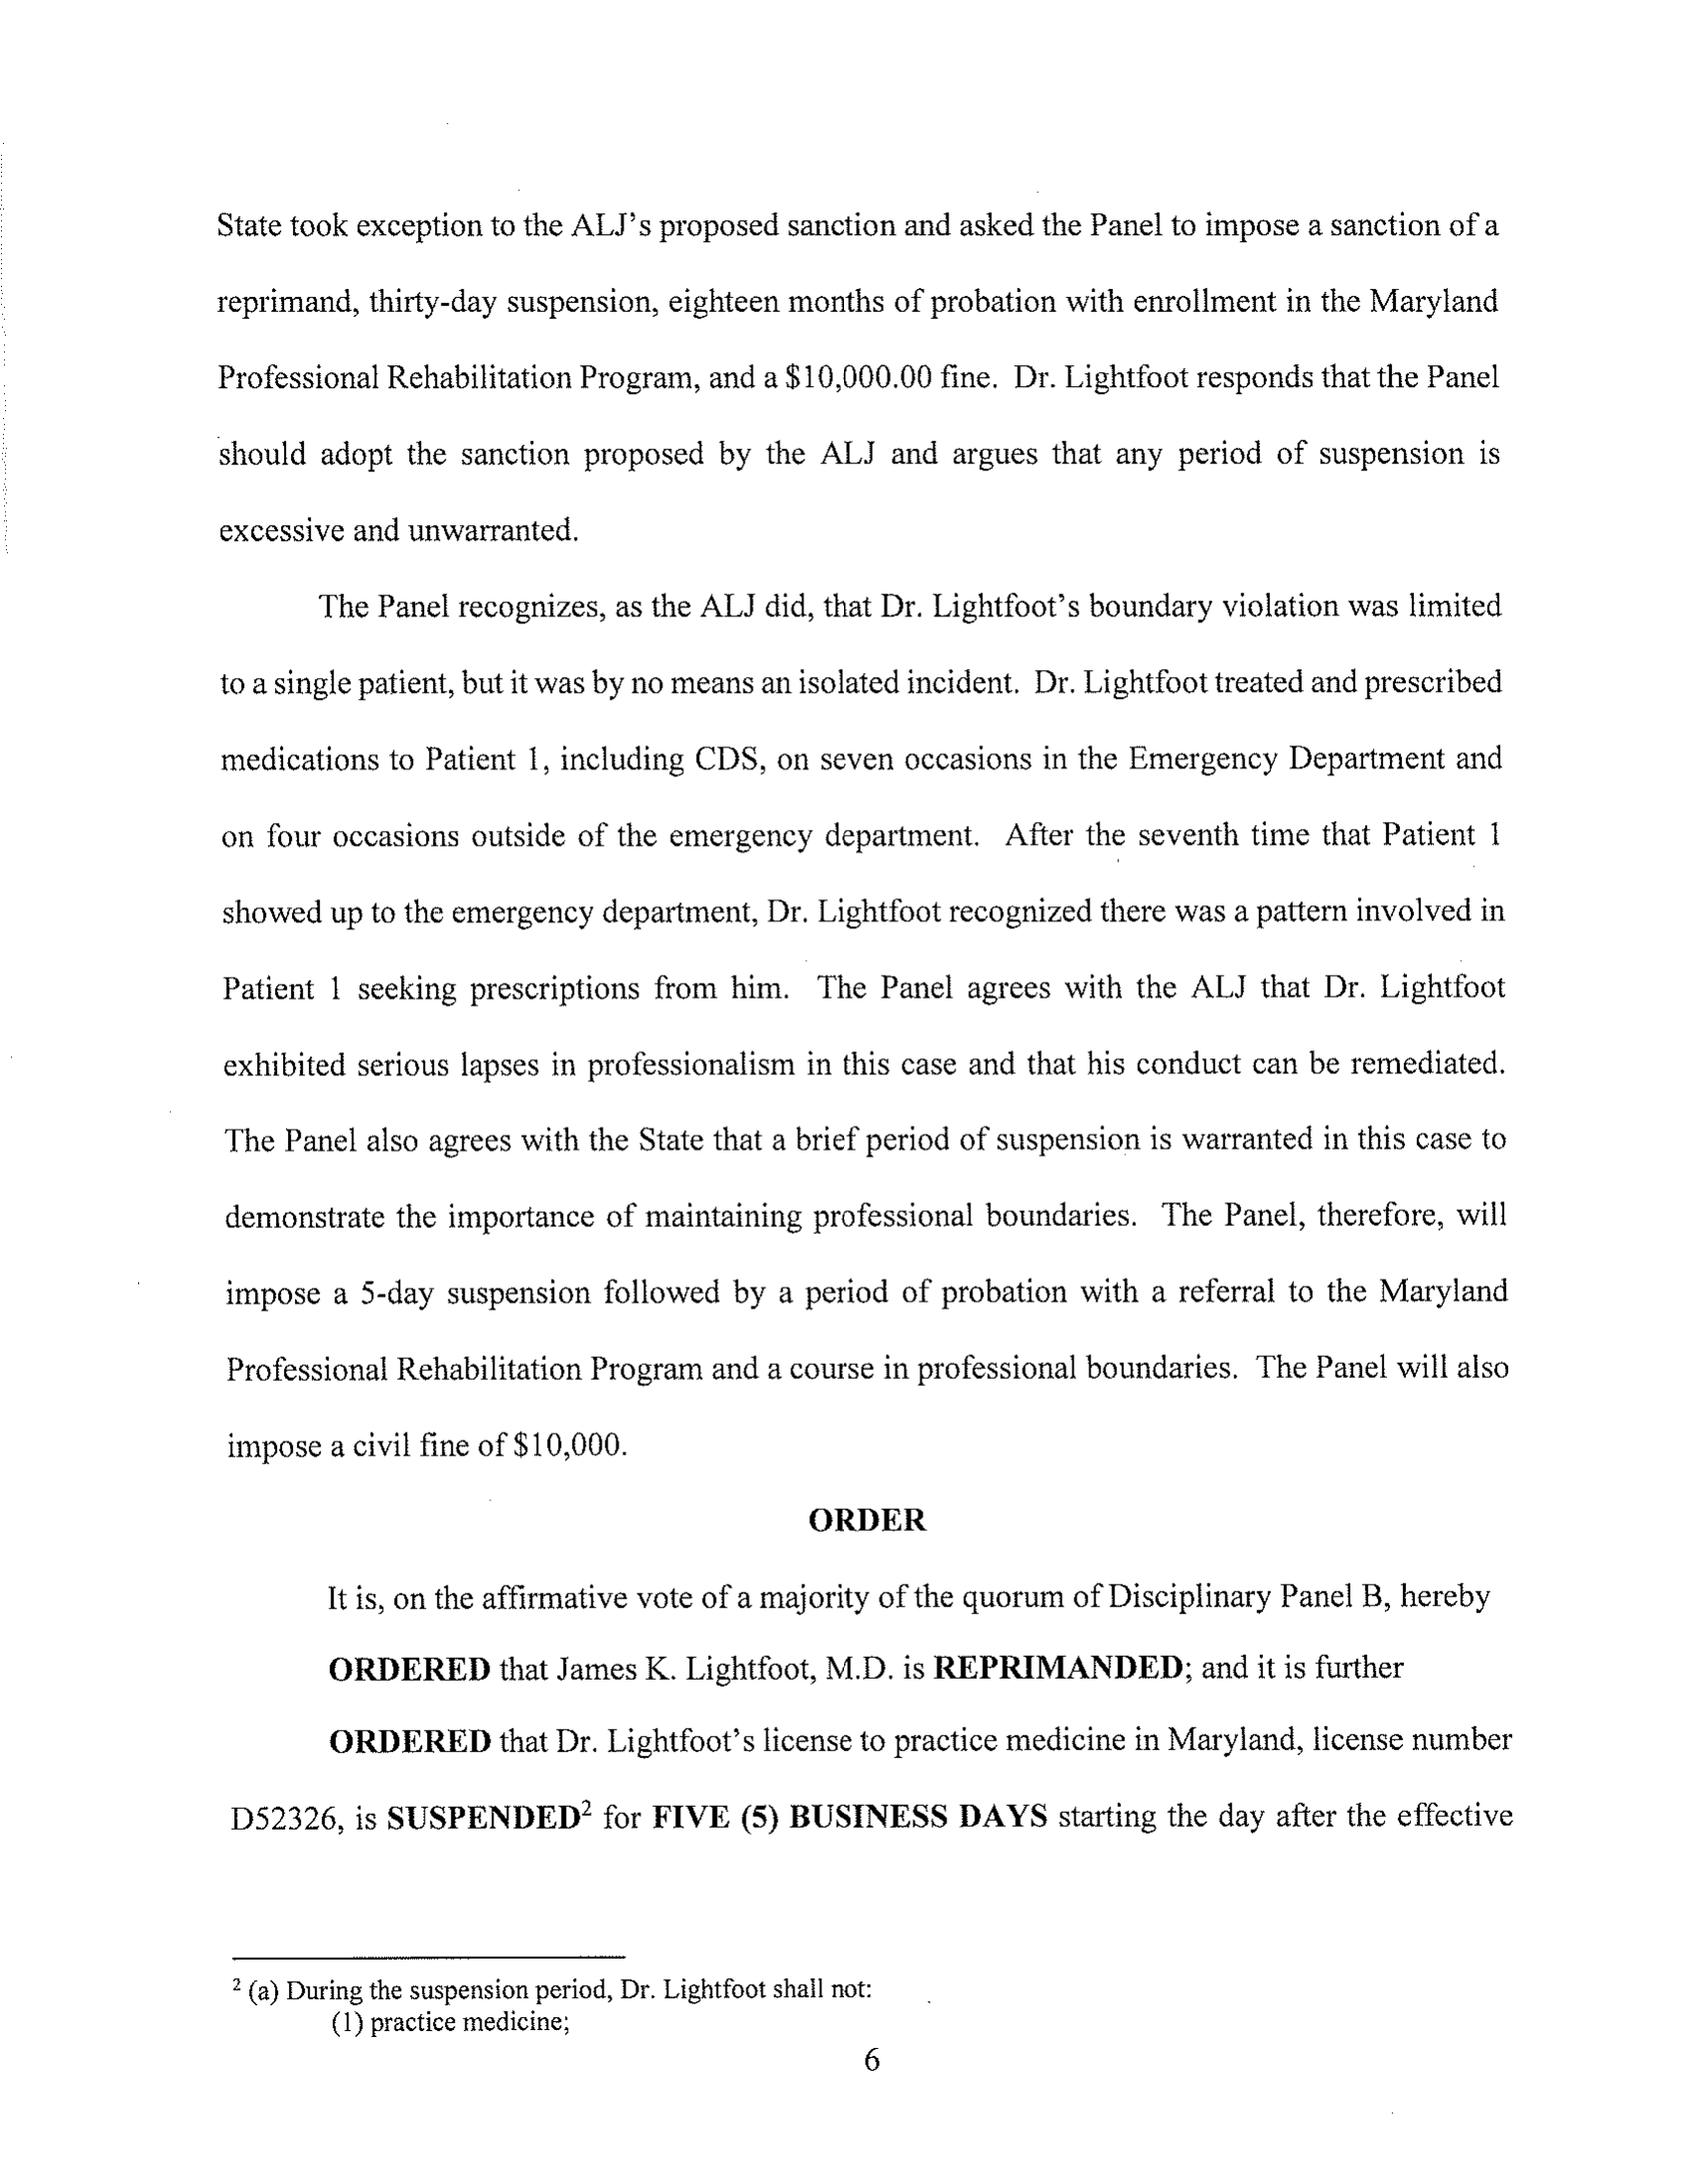 State took exception to the ALJ's proposed sanction and asked the Panel to impose a sanction of a
reprimand, thirty-day suspension, eighteen months of probation with enrollment in the Maryland
Professional Rehabilitation Program, and a $10,000.00 fine. Dr. Lightfoot responds that the Panel
should adopt the sanction proposed by the ALJ and argues that any period of suspension is
excessive and unwarranted.
The Panel recognizes, as the ALJ did, that Dr. Lightfoot's boundary violation was limited
to a single patient, but it was by no means an isolated incident. Dr. Lightfoot treated and prescribed
medications to Patient 1, including CDS, on seven occasions in the Emergency Department and
on four occasions outside of the emergency department. After the seventh time that Patient 1
showed up to the emergency department, Dr. Lightfoot recognized there was a pattern involved in
Patient 1 seeking prescriptions from him. The Panel agrees with the ALJ that Dr. Lightfoot
exhibited serious lapses in professionalism in this case and that his conduct can be remediated.
The Panel also agrees with the State that a brief period of suspension is warranted in this case to
demonstrate the importance of maintaining professional boundaries. The Panel, therefore, will
impose a 5-day suspension followed by a period of probation with a referral to the Maryland
Professional Rehabilitation Program and a course in professional boundaries. The Panel will also
impose a civil fine of $10,000.
ORDER
It is, on the affirmative vote of a majority of the quorum of Disciplinary Panel B, hereby
ORDERED that James K. Lightfoot, M.D. is REPRIMANDED; and it is further
ORDERED that Dr. Lightfoot's license to practice medicine in Maryland, license number
D52326, is SUSPENDED² for FIVE (5) BUSINESS DAYS starting the day after the effective
² (a) During the suspension period, Dr. Lightfoot shall not:
(1) practice medicine;
6